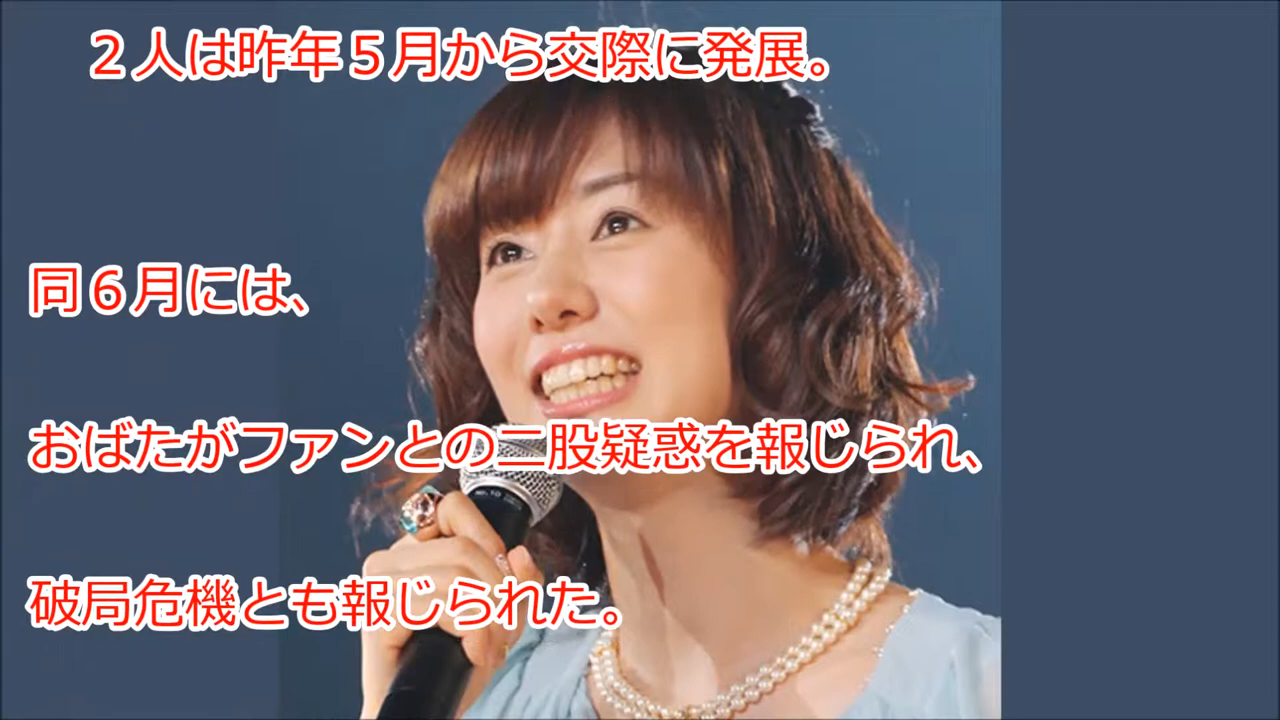 ２人は昨年５月から交際に発展。
同６月には、
おばたがファンとの二股疑惑を報じられ、
破局危機とも報じられた。